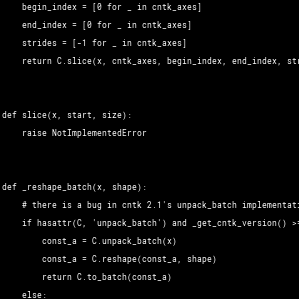 begin_index = [0 for _ in cntk_axes]
end_index = [0 for _ in cntk_axes]
strides = [-1 for _ in cntk_axes]
return C.slice(x, cntk_axes, begin_index, end_index,
def slice(x, start, size):
raise NotImplementedError
def _reshape_batch(x, shape):
# there is a bug in cntk 2.1's unpack_batch
if hasattr(C, 'unpack_batch') and _get_cntk_version() >=
const_a = C.unpack_batch(x)
const_a = C.reshape(const_a, shape)
return C.to_batch(const_a)
else: